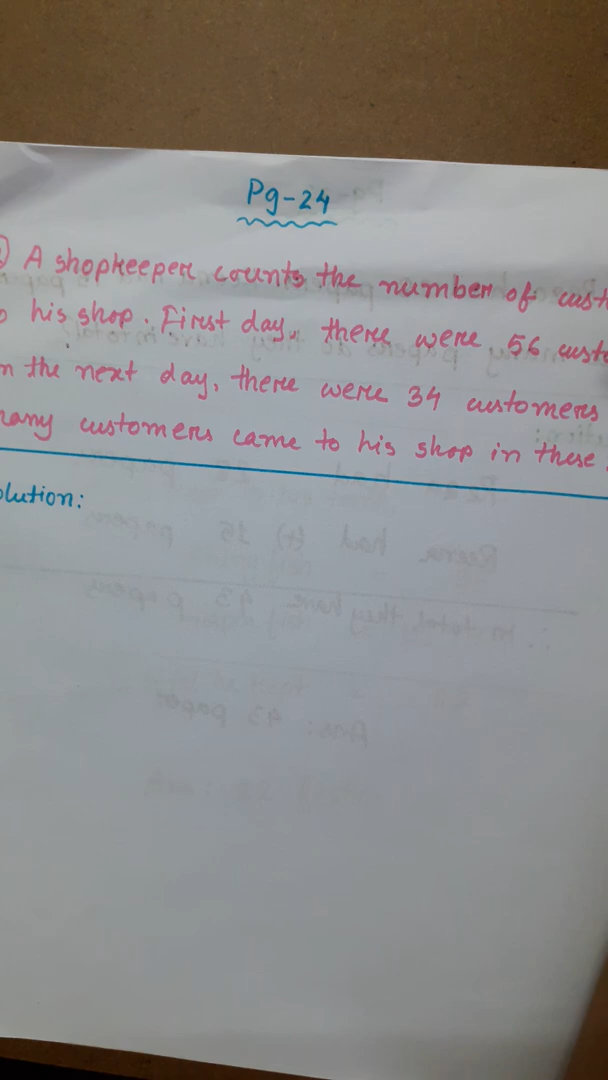 Pg-24
A shopkeeper counts the number of
his shop. First day, there were 56
the next day, there were 34 customers
many customers came to his shop in these
Solution: